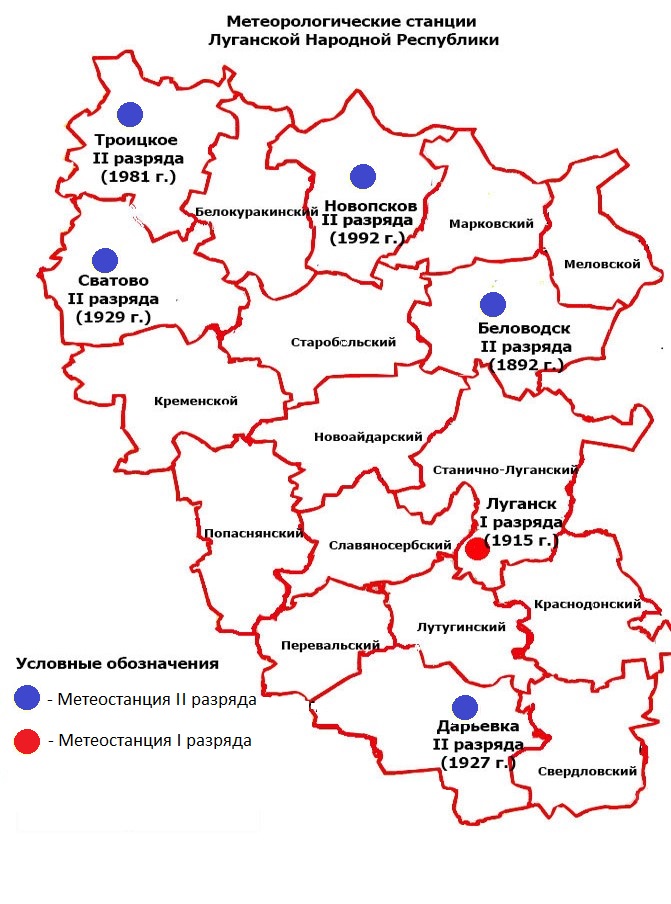 Метеорологические станции
Луганской Народной Республики
Троицкое
II разряда
(1981 г.)
Белокуракинский
Новопсков
II разряда
(1992 г.)
Марковский
Меловской
Сватово
II разряда
(1929 г.)
Старобельский
Беловодск
II разряда
(1892 г.)
Кременской
Новоайдарский
Станично-Луганский
Луганск
I разряда
(1915 г.)
Попаснянский
Славяносербский
Краснодонский
Лутугинский
Перевальский
Условные обозначения
- Метеостанция II разряда
- Метеостанция I разряда
Дарьевка
II разряда
(1927 г.)
Свердловский